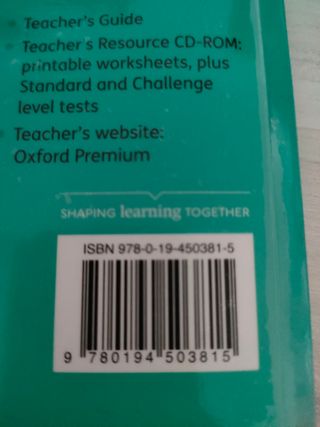 • Teacher's Guide
• Teacher's Resource CD-ROM:
printable worksheets, plus
Standard and Challenge
level tests
• Teacher's website:
Oxford Premium
SHAPING learning TOGETHER
ISBN 978-0-19-450381-5
9 780194 503815